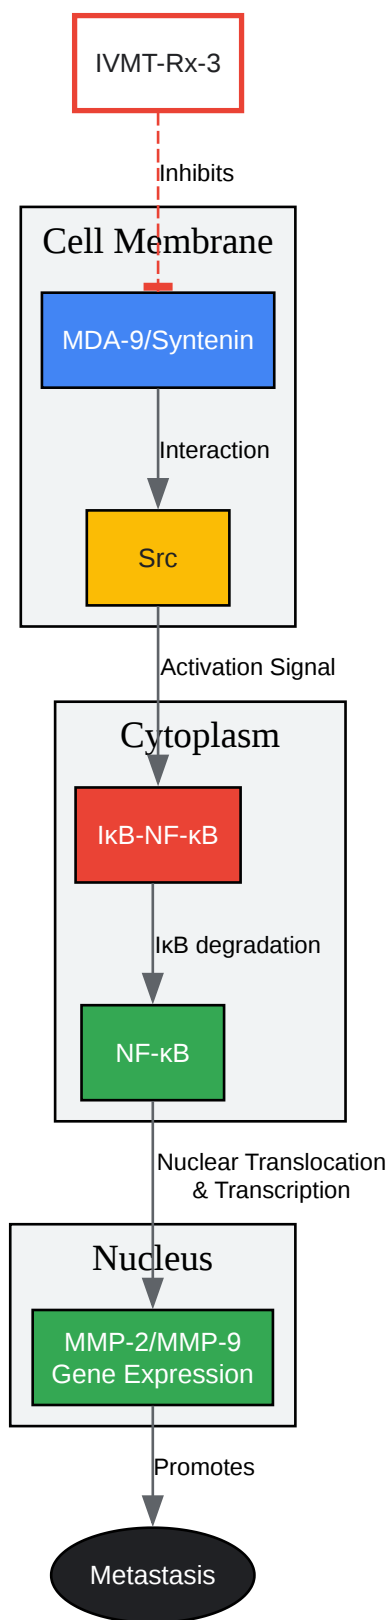 IVMT-Rx-3
Inhibits
Cell Membrane
MDA-9/Syntenin
Interaction
Src
Activation Signal
Cytoplasm
IκB-NF-κB
IκB degradation
NF-κB
Nuclear Translocation
& Transcription
Nucleus
MMP-2/MMP-9
Gene Expression
Promotes
Metastasis